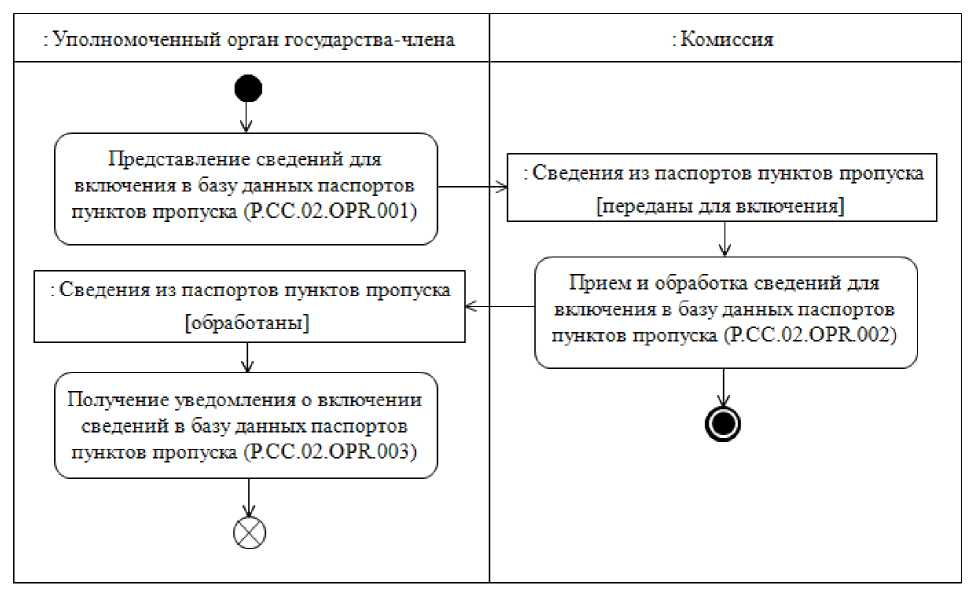 : Уполномоченный орган государства-члена
: Комиссия
Представление сведений для
включения в базу данных паспортов
пунктов пропуска (P.CC.02.OPR.001)
: Сведения из паспортов пунктов пропуска
[переданы для включения]
Прием и обработка сведений для
включения в базу данных паспортов
пунктов пропуска (P.CC.02.OPR.002)
: Сведения из паспортов пунктов пропуска
[обработаны]
Получение уведомления о включении
сведений в базу данных паспортов
пунктов пропуска (P.CC.02.OPR.003)